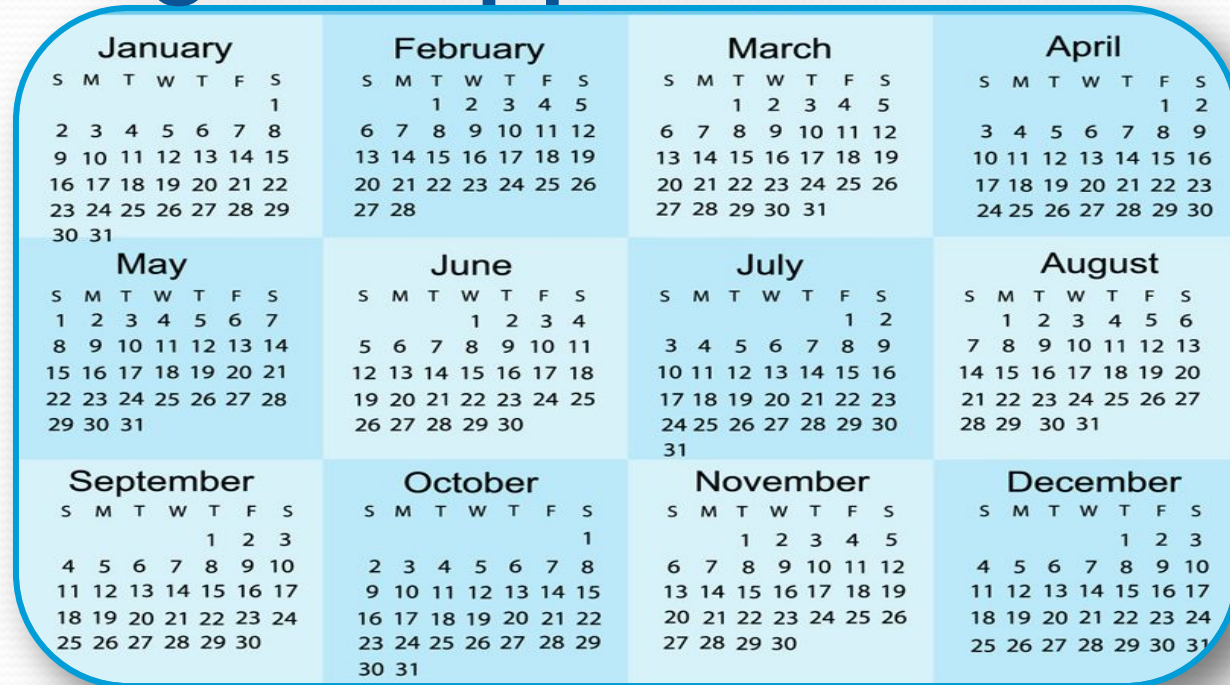 January
S M T W T F S
1
2 3 4 5 6 7 8
9 10 11 12 13 14 15
16 17 18 19 20 21 22
23 24 25 26 27 28 29
30 31
February
S M T W T F S
1 2 3 4 5
6 7 8 9 10 11 12
13 14 15 16 17 18 19
20 21 22 23 24 25 26
27 28
March
S M T W T F S
1 2 3 4 5
6 7 8 9 10 11 12
13 14 15 16 17 18 19
20 21 22 23 24 25 26
27 28 29 30 31
April
S M T W T F S
1 2
3 4 5 6 7 8 9
10 11 12 13 14 15 16
17 18 19 20 21 22 23
24 25 26 27 28 29 30
May
S M T W T F S
1 2 3 4 5 6 7
8 9 10 11 12 13 14
15 16 17 18 19 20 21
22 23 24 25 26 27 28
29 30 31
June
S M T W T F S
1 2 3 4
5 6 7 8 9 10 11
12 13 14 15 16 17 18
19 20 21 22 23 24 25
26 27 28 29 30
July
S M T W T F S
1 2
3 4 5 6 7 8 9
10 11 12 13 14 15 16
17 18 19 20 21 22 23
24 25 26 27 28 29 30
31
August
S M T W T F S
1 2 3 4 5 6
7 8 9 10 11 12 13
14 15 16 17 18 19 20
21 22 23 24 25 26 27
28 29 30 31
September
S M T W T F S
1 2 3
4 5 6 7 8 9 10
11 12 13 14 15 16 17
18 19 20 21 22 23 24
25 26 27 28 29 30
October
S M T W T F S
1
2 3 4 5 6 7 8
9 10 11 12 13 14 15
16 17 18 19 20 21 22
23 24 25 26 27 28 29
30 31
November
S M T W T F S
1 2 3 4 5
6 7 8 9 10 11 12
13 14 15 16 17 18 19
20 21 22 23 24 25 26
27 28 29 30
December
S M T W T F S
1 2 3
4 5 6 7 8 9 10
11 12 13 14 15 16 17
18 19 20 21 22 23 24
25 26 27 28 29 30 31